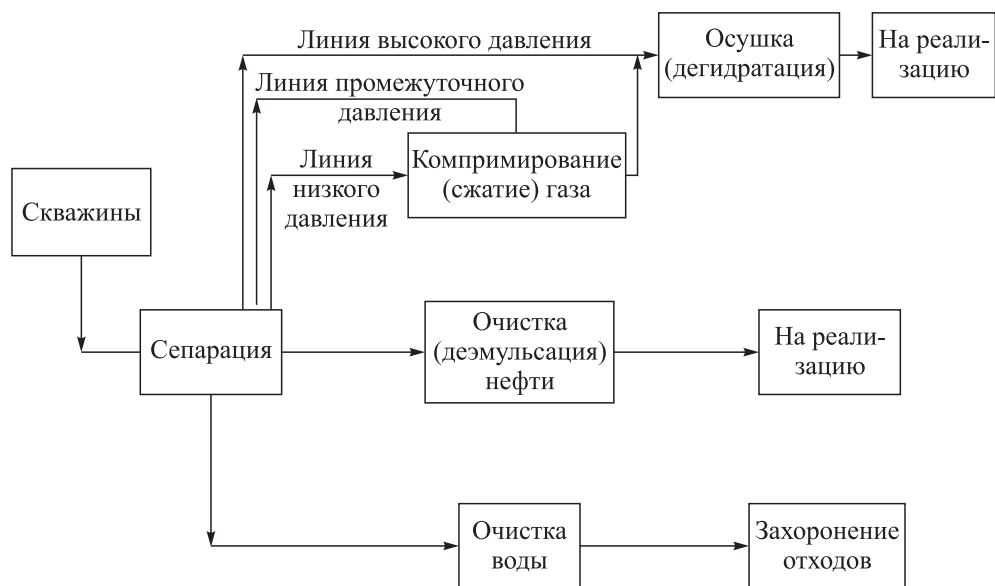 Линия высокого давления
Осушка
(дегидратация)
На реали-
зацию
Линия промежуточного
давления
Линия
низкого
давления
Компримирование
(сжатие) газа
Скважины
Сепарация
Очистка
(деэмульсация)
нефти
На реали-
зацию
Очистка
воды
Захоронение
отходов